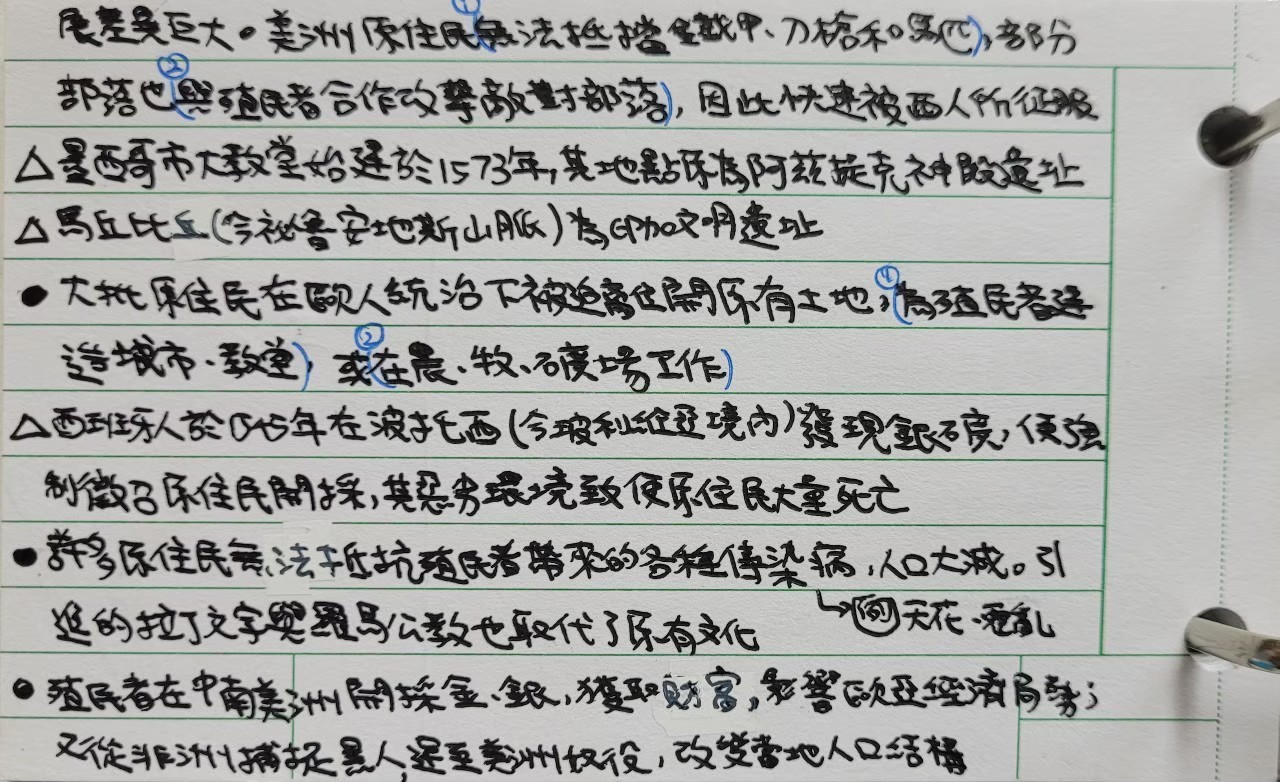 展差異巨大。美洲原住民①(無法抵擋盔甲、刀槍和馬匹),部分
部落也②(與殖民者合作攻擊敵對部落),因此快速被西人所征服
△墨西哥市大教堂始建於1573年,其地點原為阿茲提克神殿遺址
△馬丘比丘(今祕魯安地斯山脈)為印加文明遺址
●大批原住民在歐人統治下被迫離開原有土地,④(為殖民者建
造城市、教堂)或②(在農、牧、礦場工作)
△西班牙人於1545年在波托西(今玻利維亞境內)發現銀礦,便強
制徵召原住民開採,其惡劣環境致使原住民大量死亡
●許多原住民無法抵抗殖民者帶來的各種傳染病,人口大減。引
↳例天花、霍亂
進的拉丁文字與羅馬公教也取代了原有文化
●殖民者在中南美洲開採金、銀,獲取財富,影響歐亞經濟局勢;
又從非洲捕捉黑人,運至美洲奴役,改變當地人口結構